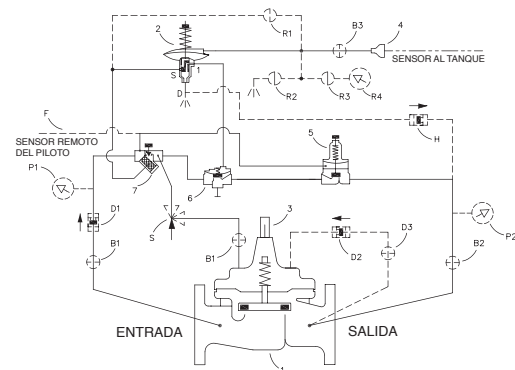 R1
2
B3
4
SENSOR AL TANQUE
S
1
D
R2
R3
R4
F
SENSOR REMOTO
DEL PILOTO
H
5
P1
7
6
D1
S
3
P2
B1
B1
D2
D3
B2
ENTRADA
SALIDA
1